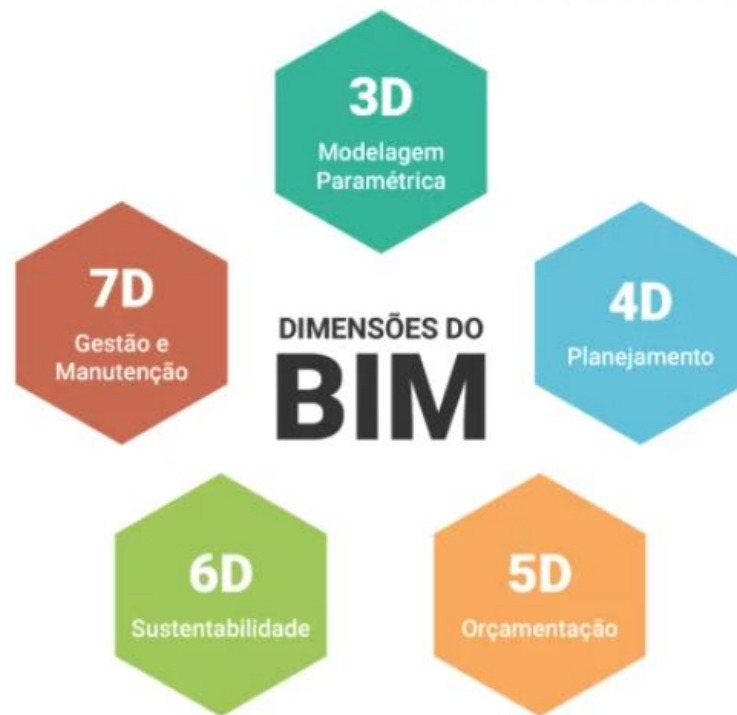 DIMENSÕES DO
BIM
3D
Modelagem
Paramétrica
4D
Planejamento
5D
Orçamentação
6D
Sustentabilidade
7D
Gestão e
Manutenção